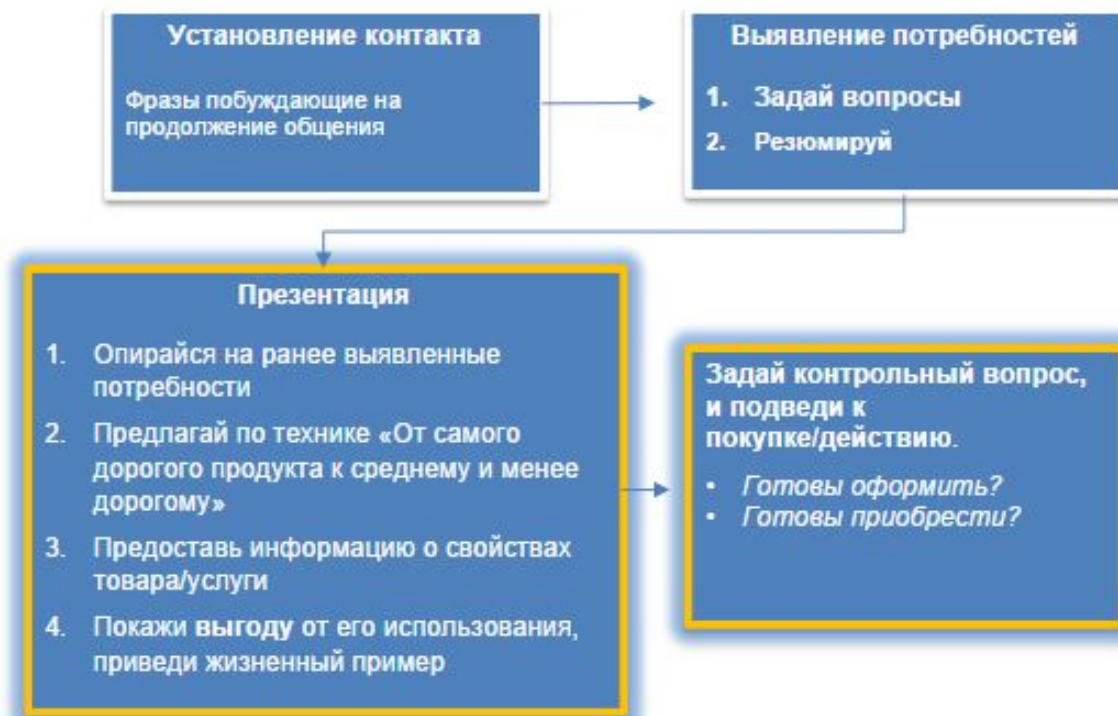 Установление контакта
Фразы побуждающие на
продолжение общения
Выявление потребностей
1. Задай вопросы
2. Резюмируй
Презентация
1. Опирайся на ранее выявленные
потребности
2. Предлагай по технике «От самого
дорогого продукта к среднему и менее
дорогому»
3. Предоставь информацию о свойствах
товара/услуги
4. Покажи выгоду от его использования,
приведи жизненный пример
Задай контрольный вопрос,
и подведи к
покупке/действию.
• Готовы оформить?
• Готовы приобрести?